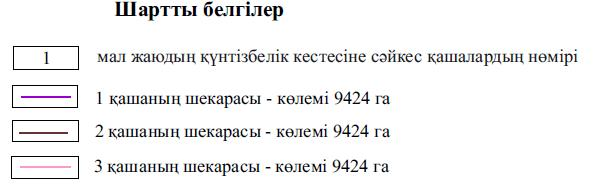 Шартты белгілер
1 мал жаюдың қүнтізбелік кестесіне сәйкес қашалардың нөмірі
1 қашаның шекарасы - көлемі 9424 га
2 қашаның шекарасы - көлемі 9424 га
3 қашаның шекарасы - көлемі 9424 га